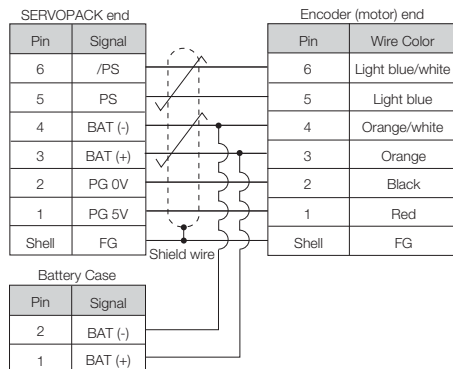 SERVOPACK end
Pin Signal
6 /PS
5 PS
4 BAT (-)
3 BAT (+)
2 PG 0V
1 PG 5V
Shell FG
Shield wire
Encoder (motor) end
Pin Wire Color
6 Light blue/white
5 Light blue
4 Orange/white
3 Orange
2 Black
1 Red
Shell FG
Battery Case
Pin Signal
2 BAT (-)
1 BAT (+)